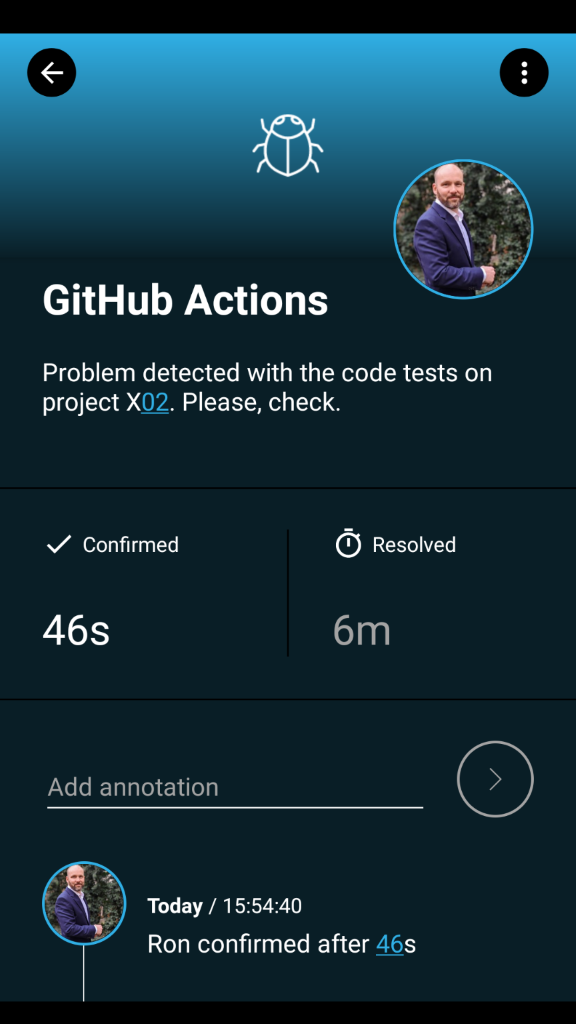 GitHub Actions
Problem detected with the code tests on
project X02. Please, check.
Confirmed
Resolved
46s
6m
Add annotation
Today / 15:54:40
Ron confirmed after 46s